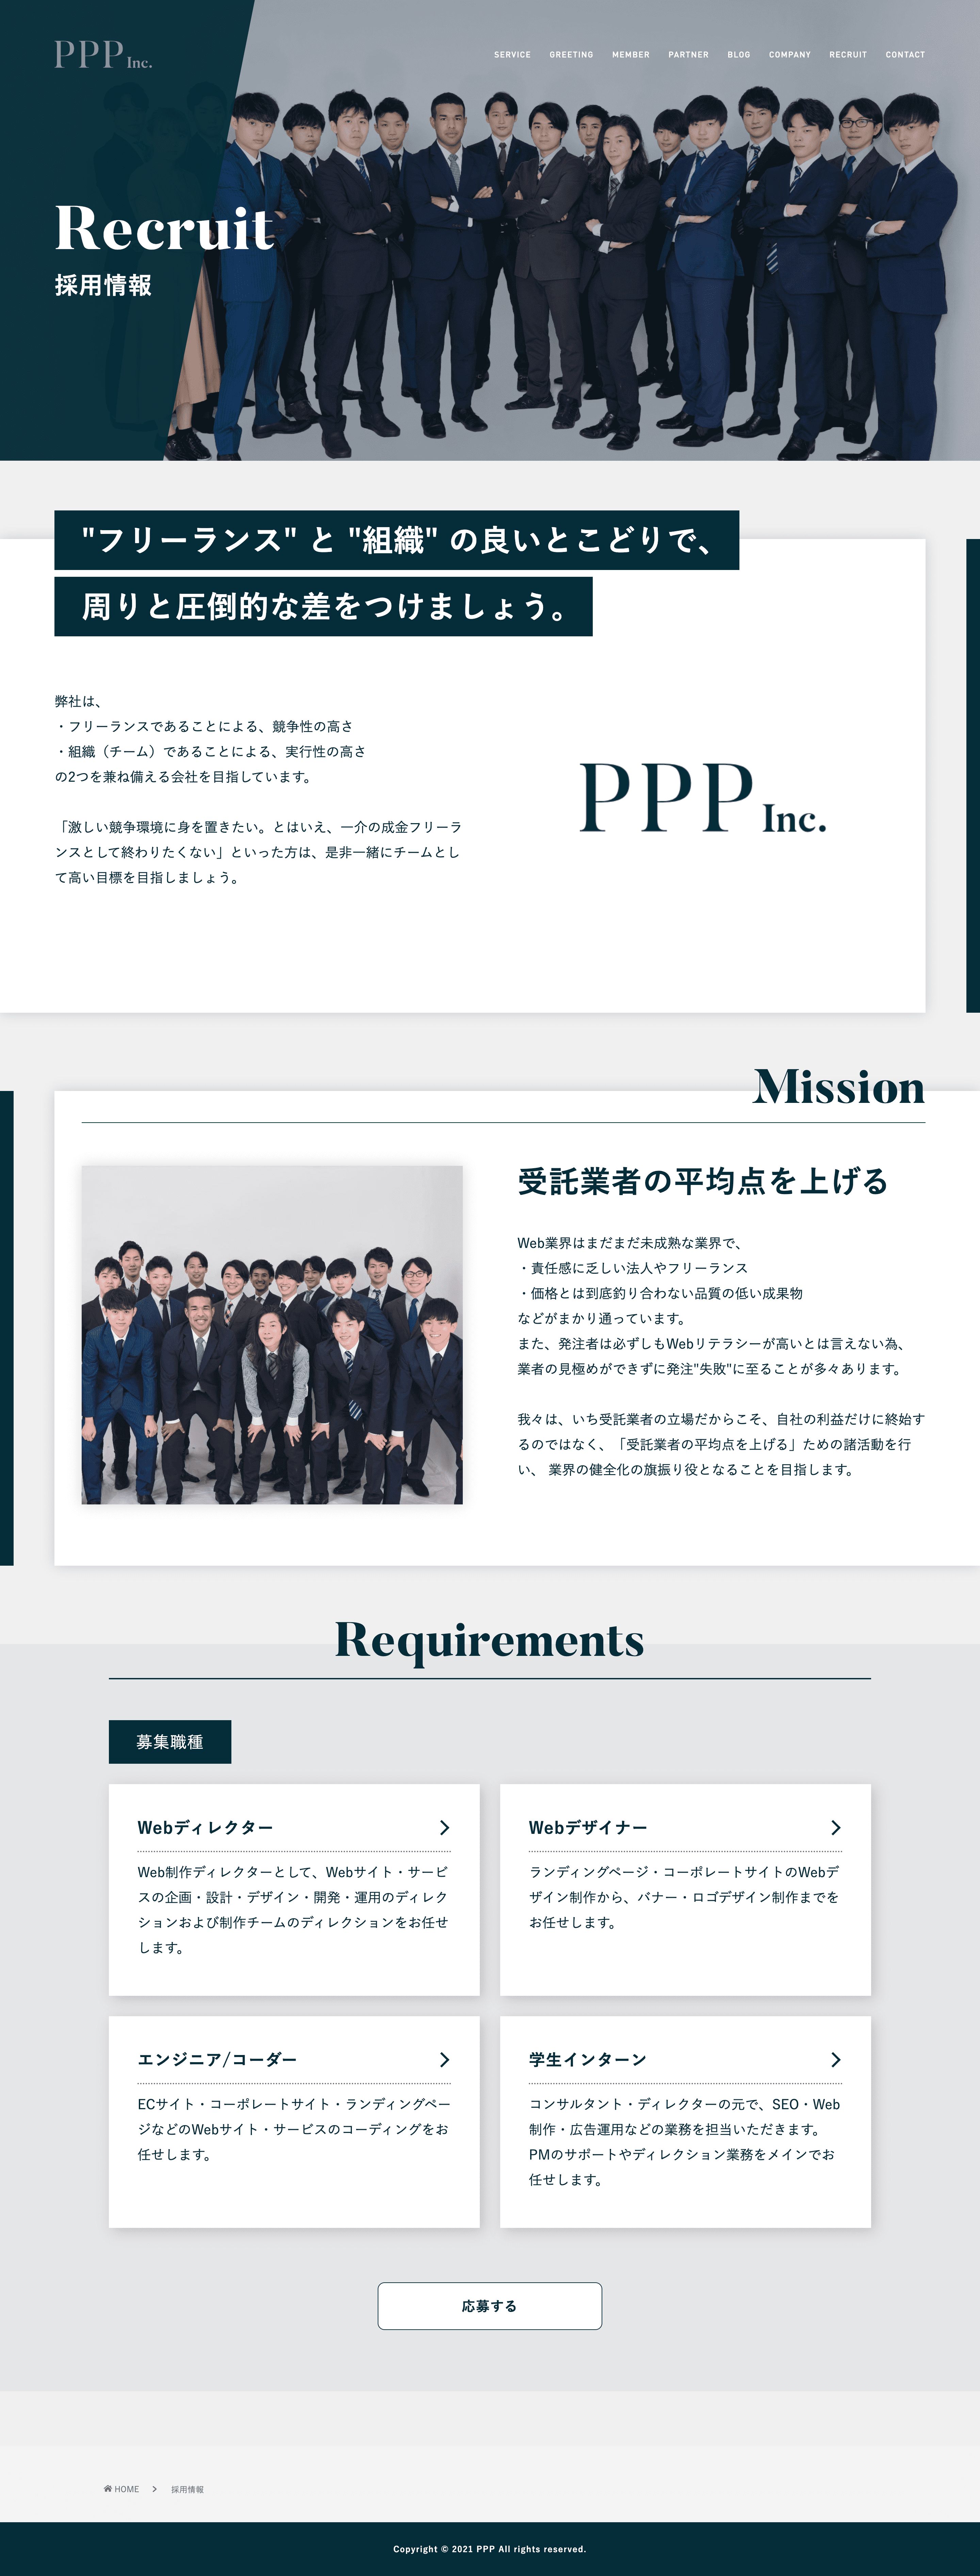 PPP Inc.
SERVICE GREETING MEMBER PARTNER BLOG COMPANY RECRUIT CONTACT
Recruit
採用情報
"フリーランス" と "組織" の良いとこどりで、
周りと圧倒的な差をつけましょう。
弊社は、
・フリーランスであることによる、競争性の高さ
・組織（チーム）であることによる、実行性の高さ
の2つを兼ね備える会社を目指しています。
「激しい競争環境に身を置きたい。とはいえ、一介の成金フリーラ
ンスとして終わりたくない」といった方は、是非一緒にチームとし
て高い目標を目指しましょう。
PPP Inc.
Mission
受託業者の平均点を上げる
Web業界はまだまだ未成熟な業界で、
・責任感に乏しい法人やフリーランス
・価格とは到底釣り合わない品質の低い成果物
などがまかり通っています。
また、発注者は必ずしもWebリテラシーが高いとは言えない為、
業者の見極めができずに発注"失敗"に至ることが多々あります。
我々は、いち受託業者の立場だからこそ、自社の利益だけに終始す
るのではなく、「受託業者の平均点を上げる」ための諸活動を行
い、 業界の健全化の旗振り役となることを目指します。
Requirements
募集職種
Webディレクター
Web制作ディレクターとして、Webサイト・サービ
スの企画・設計・デザイン・開発・運用のディレク
ションおよび制作チームのディレクションをお任せ
します。
Webデザイナー
ランディングページ・コーポレートサイトのWebデ
ザイン制作から、バナー・ロゴデザイン制作までを
お任せします。
エンジニア/コーダー
ECサイト・コーポレートサイト・ランディングペー
ジなどのWebサイト・サービスのコーディングをお
任せします。
学生インターン
コンサルタント・ディレクターの元で、SEO・Web
制作・広告運用などの業務を担当いただきます。
PMのサポートやディレクション業務をメインでお
任せします。
応募する
HOME 採用情報
Copyright © 2021 PPP All rights reserved.